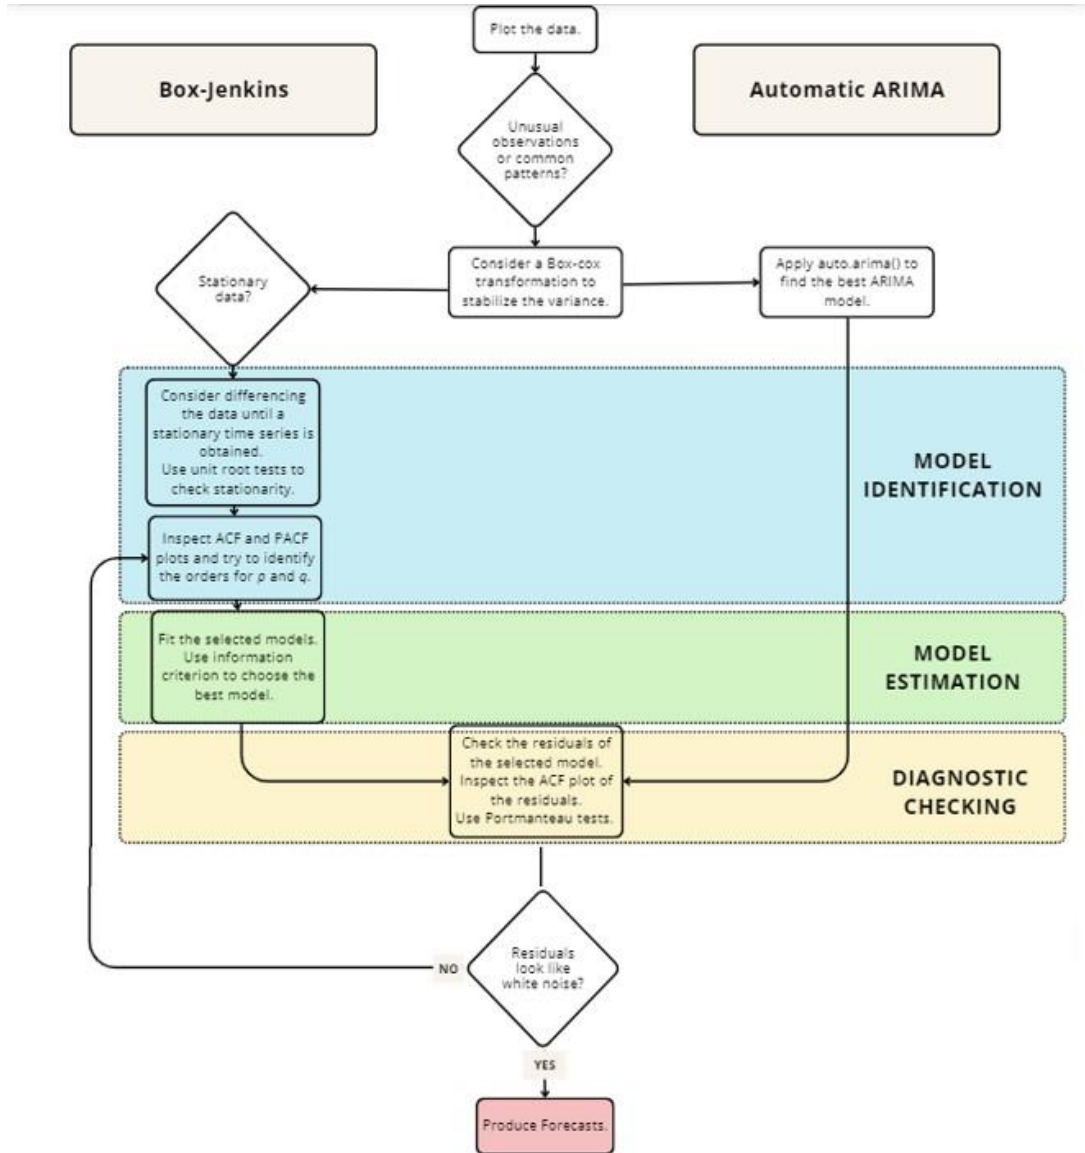 Plot the data.
Box-Jenkins
Automatic ARIMA
Unusual
observations
or common
patterns?
Stationary
data?
Consider a Box-cox
transformation to
stabilize the variance.
Apply auto.arima() to
find the best ARIMA
model.
Consider differencing
the data until a
stationary time series is
obtained.
Use unit root tests to
check stationarity.
MODEL
IDENTIFICATION
Inspect ACF and PACF
plots and try to identify
the orders for p and q.
Fit the selected models.
Use information
criterion to choose the
best model.
MODEL
ESTIMATION
Check the residuals of
the selected model.
Inspect the ACF plot of
the residuals.
Use Portmanteau tests.
DIAGNOSTIC
CHECKING
Residuals
look like
white noise?
NO
YES
Produce Forecasts.